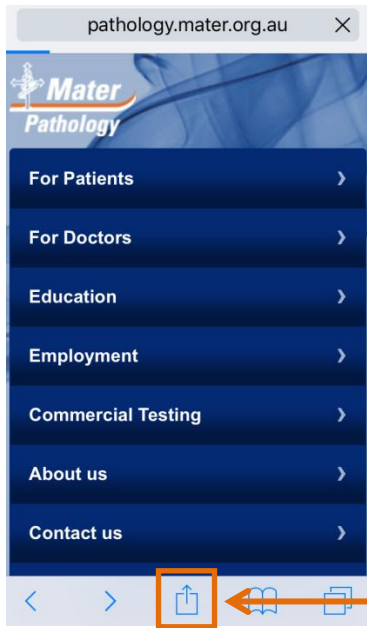 pathology.mater.org.au
Mater
Pathology
For Patients
For Doctors
Education
Employment
Commercial Testing
About us
Contact us